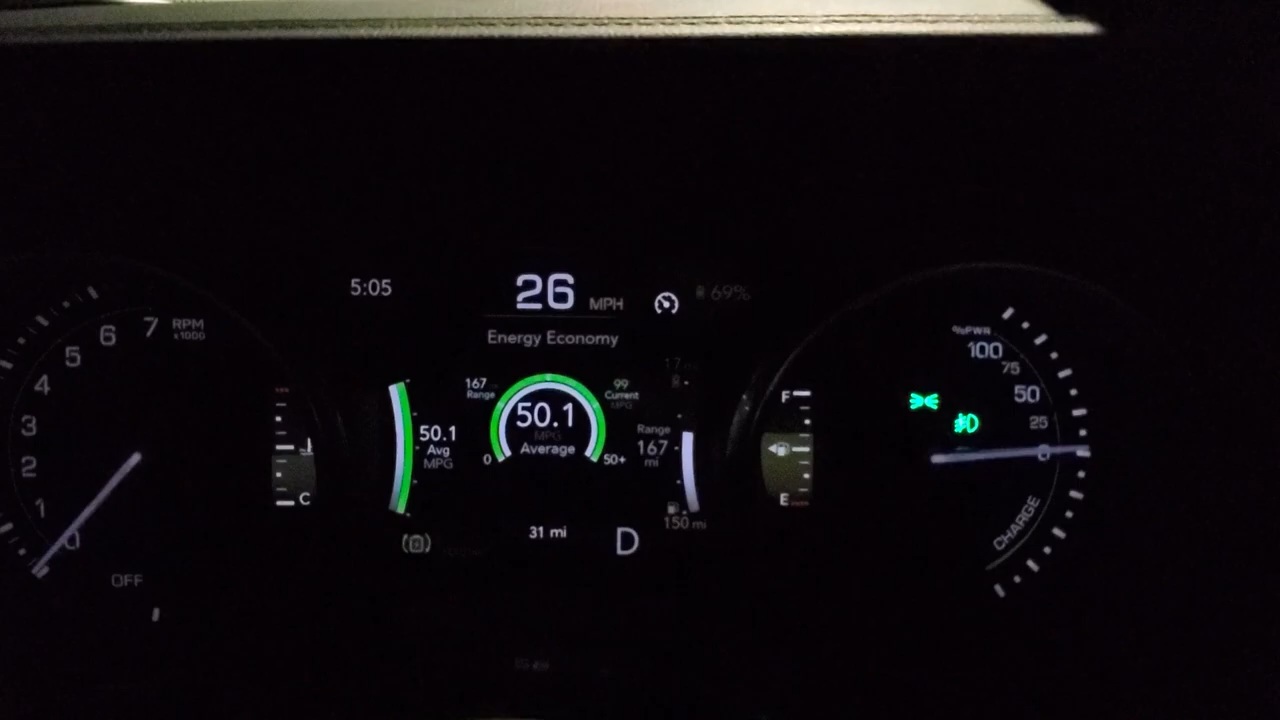 5:05
26 MPH
69%
Energy Economy
7 RPM
x1000
6
5
4
3
2
1
0
OFF
C
50.1
Avg
MPG
167
Range
99
Current
MPG
50.1
MPG
Average
0
50+
17
Range
167
mi
150 mi
31 mi
D
F
E
%PWR
100
75
50
25
0
CHARGE